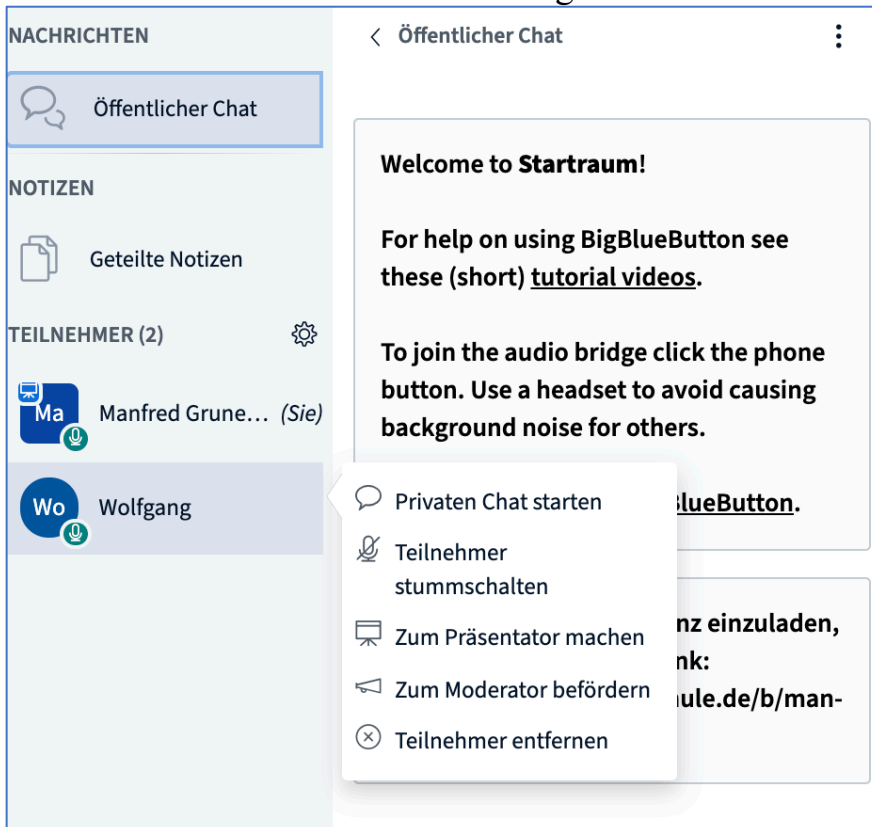 NACHRICHTEN
Öffentlicher Chat
NOTIZEN
Geteilte Notizen
TEILNEHMER (2)
Ma
Manfred Grune... (Sie)
Wo
Wolfgang
Öffentlicher Chat
Welcome to Startraum!
For help on using BigBlueButton see
these (short) tutorial videos.
To join the audio bridge click the phone
button. Use a headset to avoid causing
background noise for others.
lueButton.
Privaten Chat starten
Teilnehmer
stummschalten
Zum Präsentator machen
Zum Moderator befördern
Teilnehmer entfernen
nz einzuladen,
nk:
ule.de/b/man-